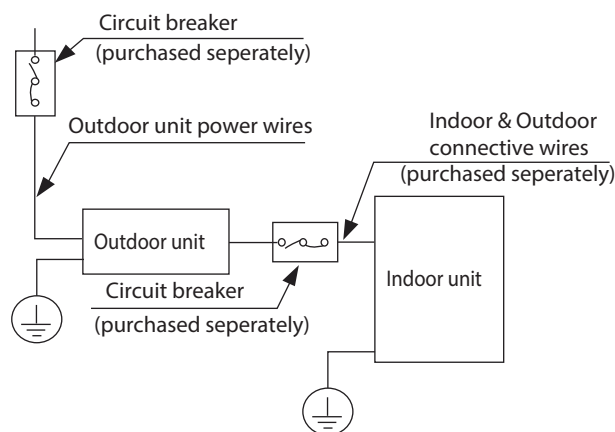 Circuit breaker
(purchased seperately)
Outdoor unit power wires
Indoor & Outdoor
connective wires
(purchased seperately)
Outdoor unit
Indoor unit
Circuit breaker
(purchased seperately)